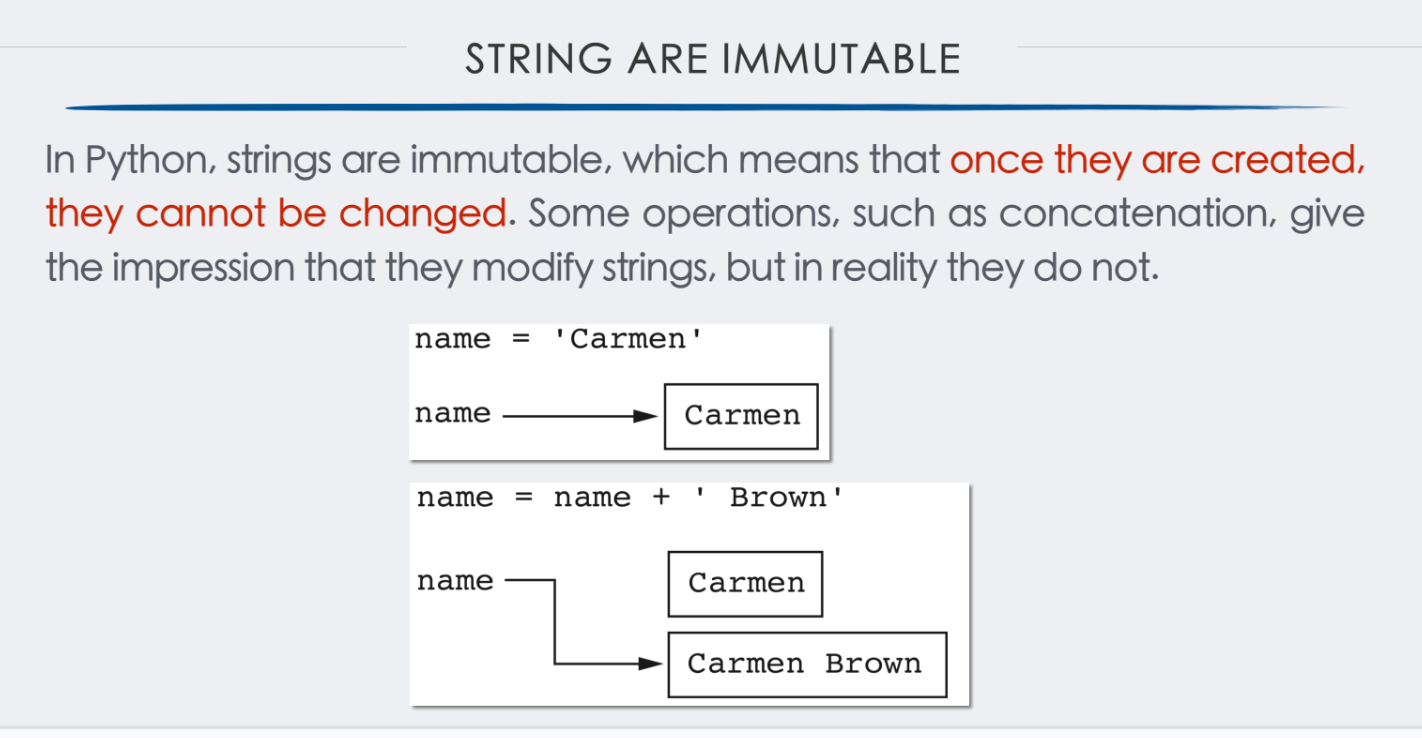 STRING ARE IMMUTABLE
In Python, strings are immutable, which means that once they are created,
they cannot be changed. Some operations, such as concatenation, give
the impression that they modify strings, but in reality they do not.
name = 'Carmen'
name Carmen
name = name + ' Brown'
name Carmen
Carmen Brown